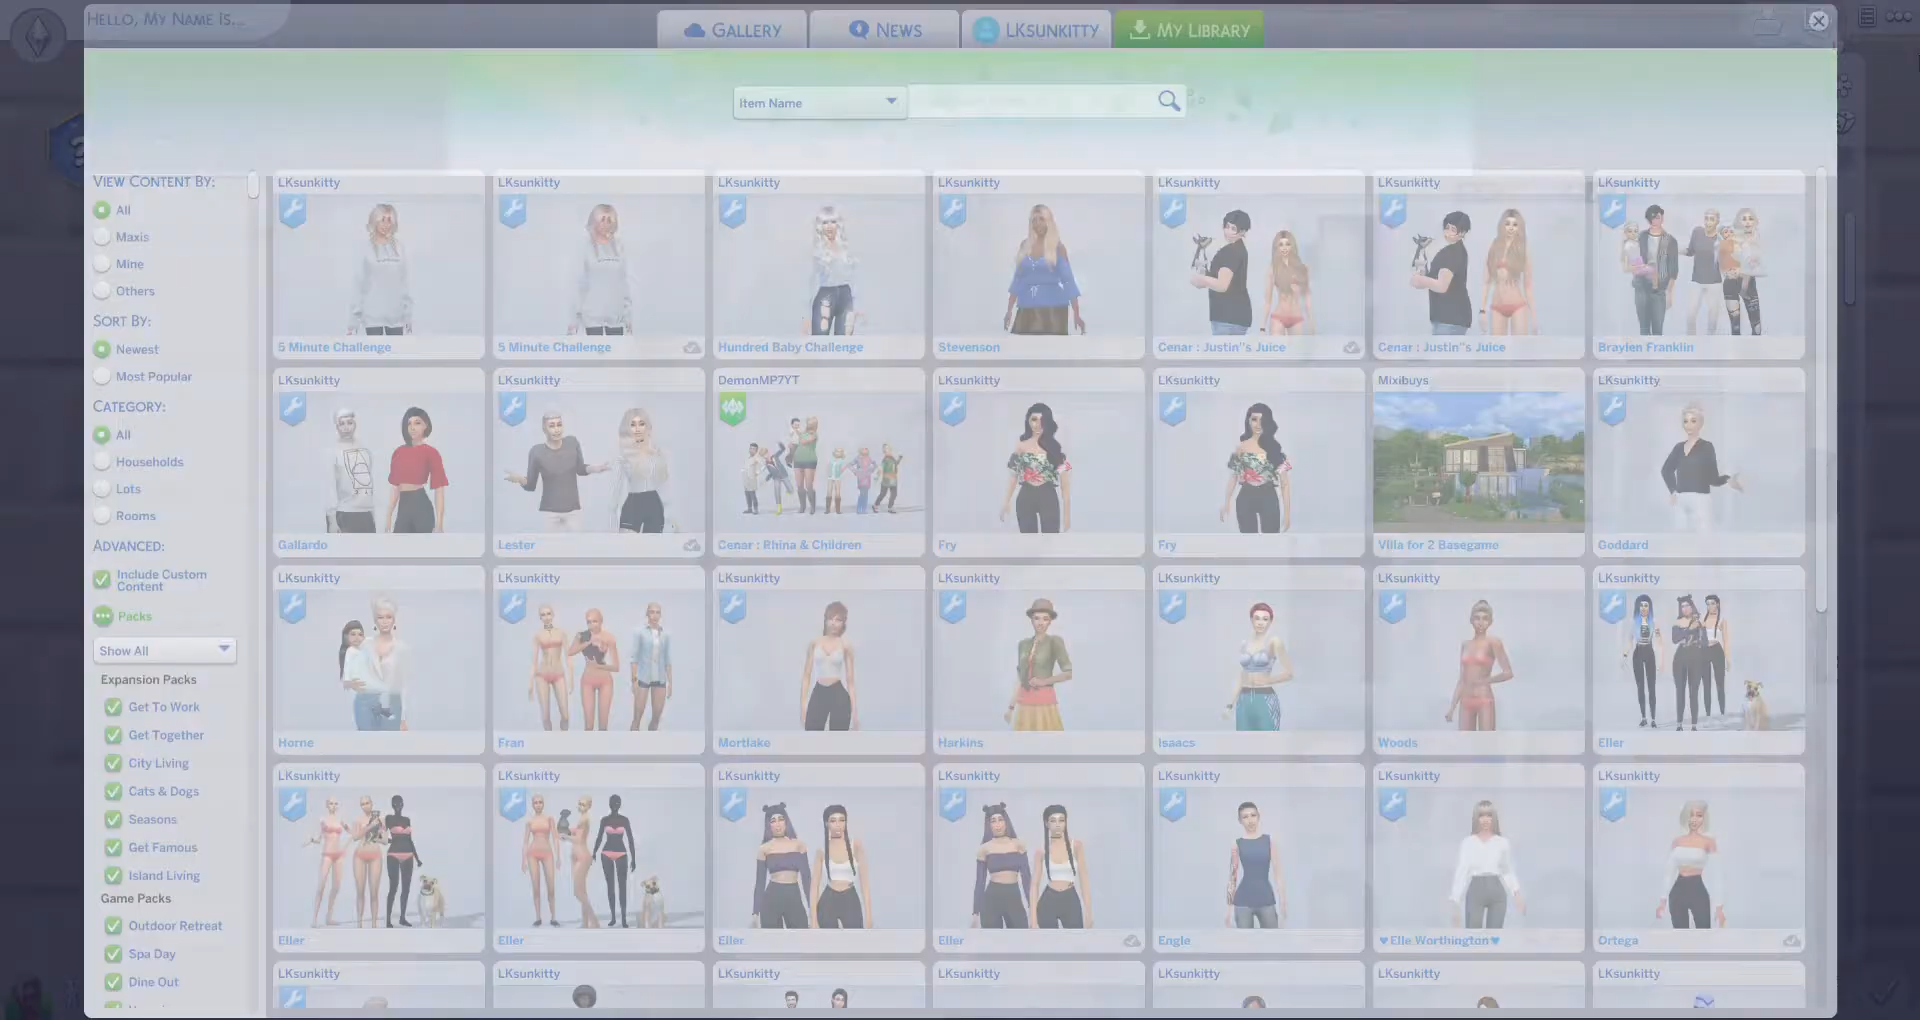 Hello, My Name Is...
Gallery
News
LKsunkitty
My Library
Item Name
View Content By:
All
Maxis
Mine
Others
Sort By:
Newest
Most Popular
Category:
All
Households
Lots
Rooms
Advanced:
Include Custom
Content
Packs
Show All
Expansion Packs
Get To Work
Get Together
City Living
Cats & Dogs
Seasons
Get Famous
Island Living
Game Packs
Outdoor Retreat
Spa Day
Dine Out
LKsunkitty
LKsunkitty
LKsunkitty
LKsunkitty
LKsunkitty
LKsunkitty
LKsunkitty
5 Minute Challenge
5 Minute Challenge
Hundred Baby Challenge
Stevenson
Cenar : Justin''s Juice
Cenar : Justin''s Juice
Braylen Franklin
LKsunkitty
LKsunkitty
DemonMP7YT
LKsunkitty
LKsunkitty
Mixibuys
LKsunkitty
Gallardo
Lester
Cenar : Rhina & Children
Fry
Fry
Villa for 2 Basegame
Goddard
LKsunkitty
LKsunkitty
LKsunkitty
LKsunkitty
LKsunkitty
LKsunkitty
LKsunkitty
Horne
Fran
Mortlake
Harkins
Isaacs
Woods
Eller
LKsunkitty
LKsunkitty
LKsunkitty
LKsunkitty
LKsunkitty
LKsunkitty
LKsunkitty
Eller
Eller
Eller
Eller
Engle
♥Elle Worthington♥
Ortega
LKsunkitty
LKsunkitty
LKsunkitty
LKsunkitty
LKsunkitty
LKsunkitty
LKsunkitty